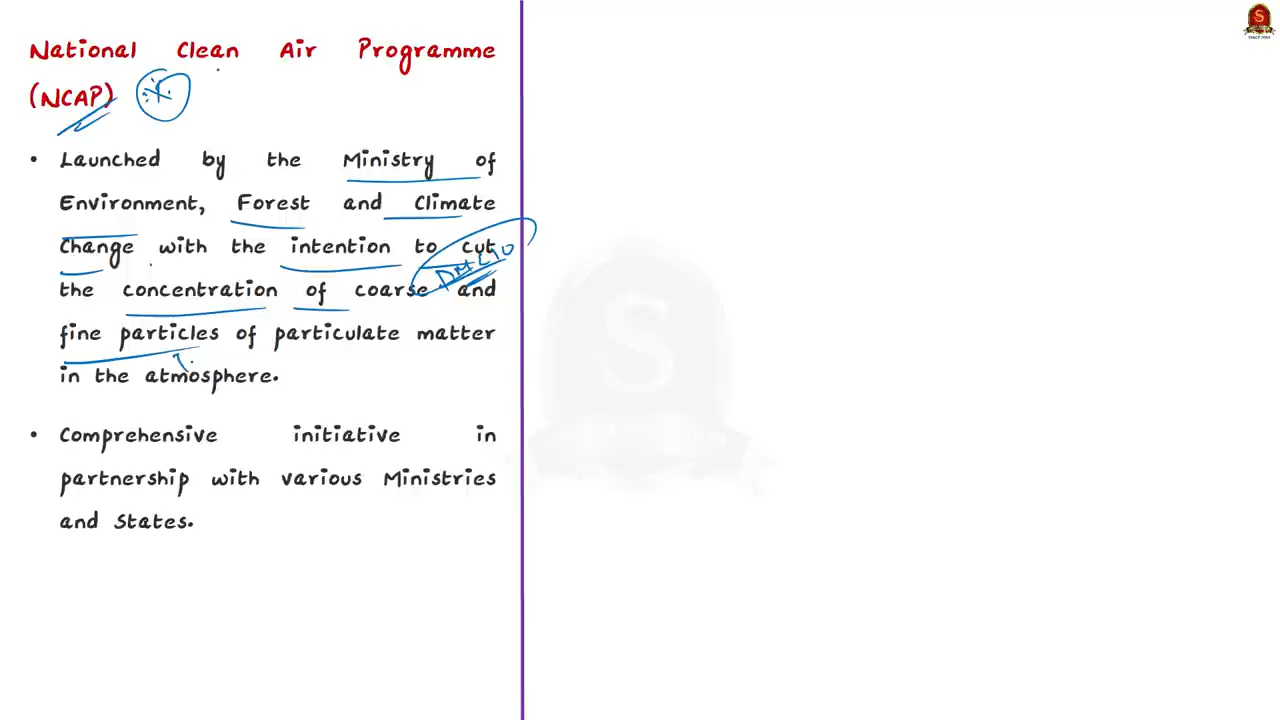 National Clean Air Programme
(NCAP)
• Launched by the Ministry of
Environment, Forest and Climate
Change with the intention to cut
the concentration of coarse and
fine particles of particulate matter
in the atmosphere.
• Comprehensive initiative in
partnership with various Ministries
and States.
S